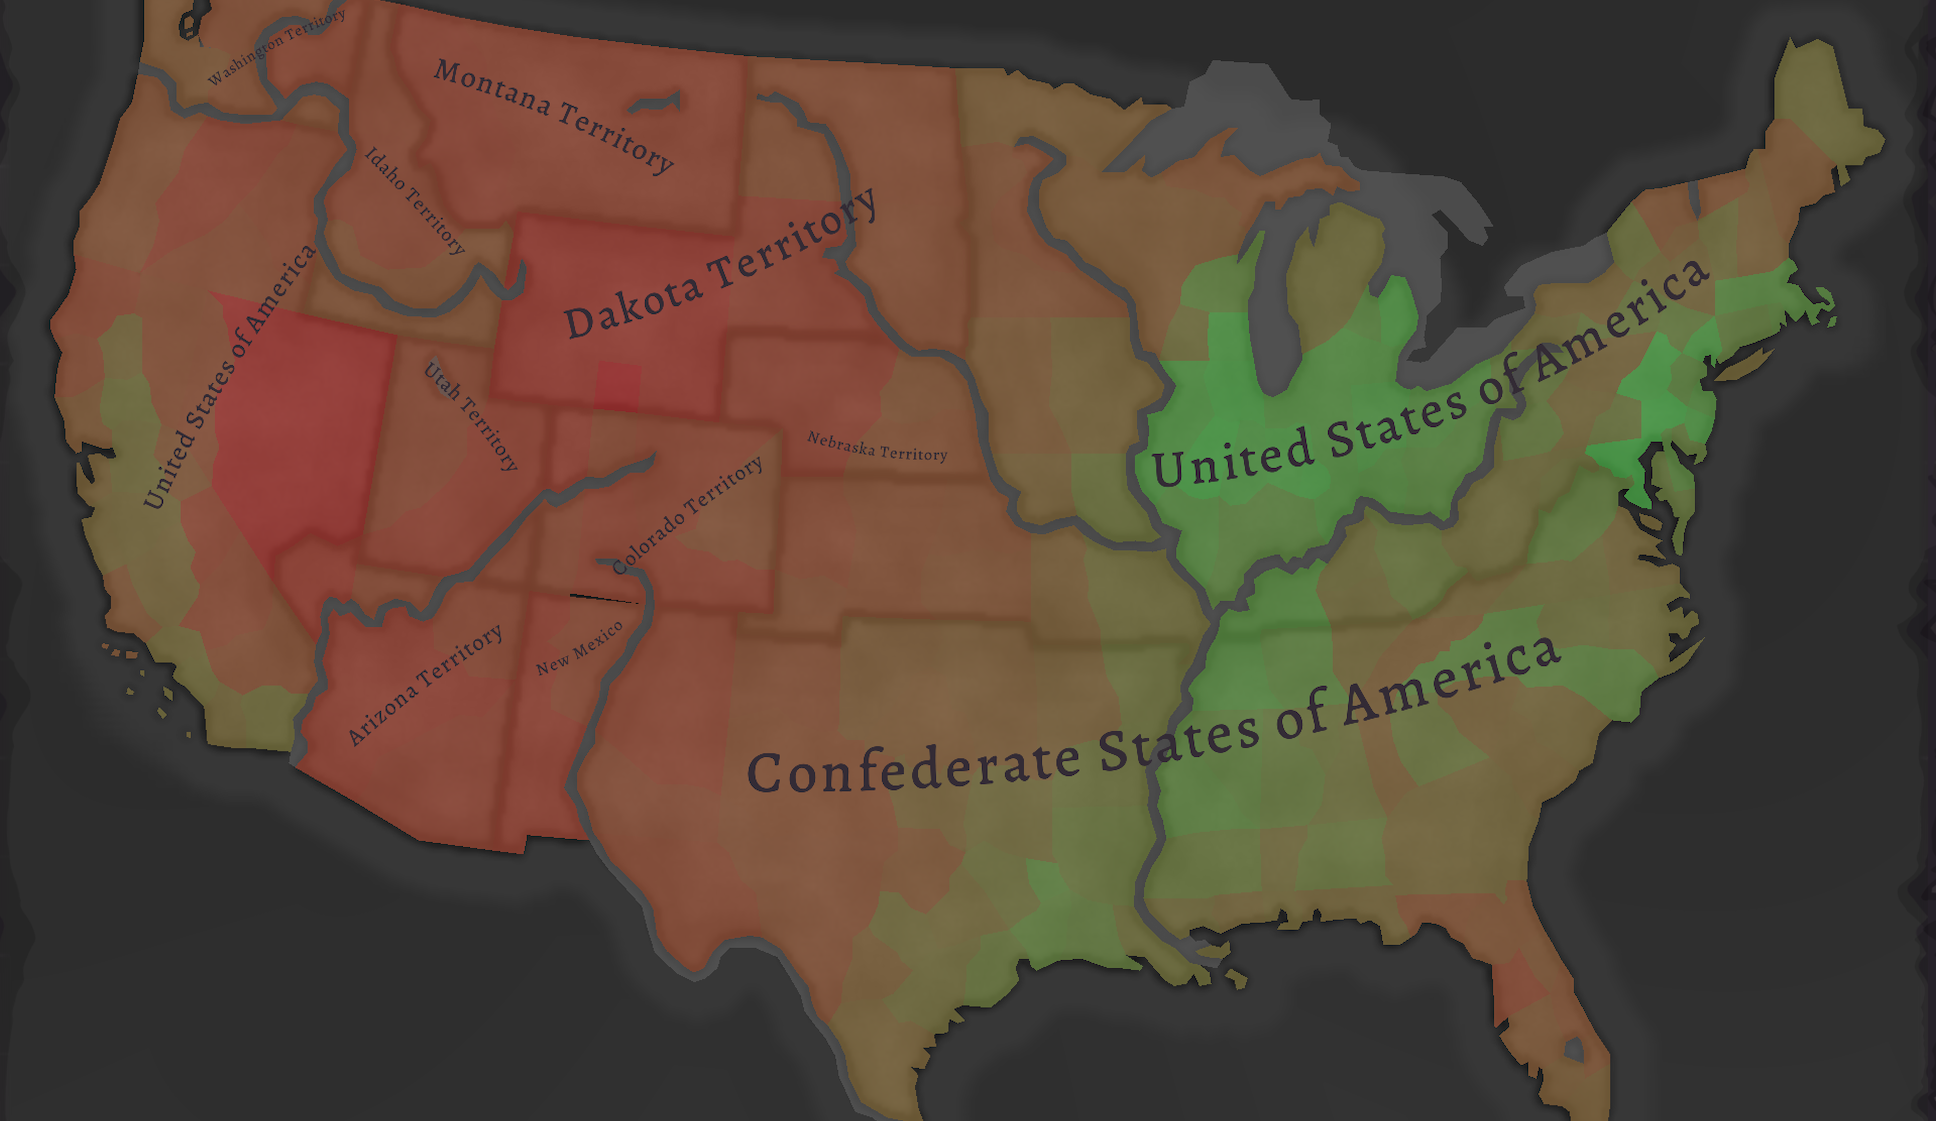 Washington Territory
Montana Territory
Idaho Territory
Dakota Territory
United States of America
United States of America
Utah Territory
Nebraska Territory
Colorado Territory
New Mexico
Arizona Territory
Confederate States of America